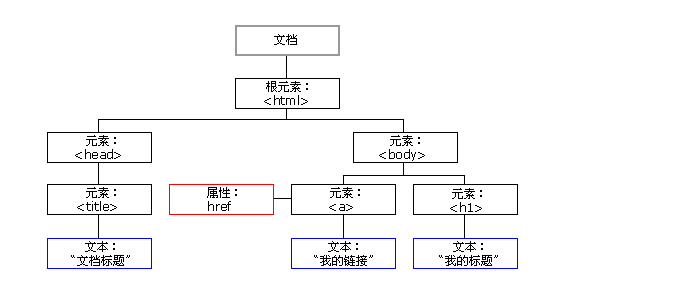 文档
根元素：
<html>
元素：
<head>
元素：
<body>
元素：
<title>
属性：
href
元素：
<a>
元素：
<h1>
文本：
“文档标题”
文本：
“我的链接”
文本：
“我的标题”